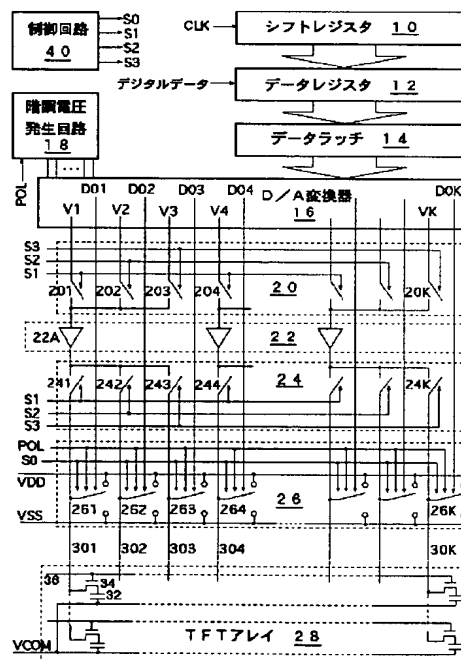 制御回路
40
S0
S1
S2
S3
CLK
シフトレジスタ 10
デジタルデータ
データレジスタ 12
データラッチ 14
階調電圧
発生回路
18
POL
D01 D02 D03 D04 D0K
D/A変換器
V1 V2 V3 V4 16 VK
S3
S2
S1
201 202 203 204 20 20K
22A 22
241 242 243 244 24 24K
S1
S2
S3
POL
S0
VDD
261 262 263 264 26 26K
VSS
301 302 303 304 30K
36
34
32
TFTアレイ 28
VCOM